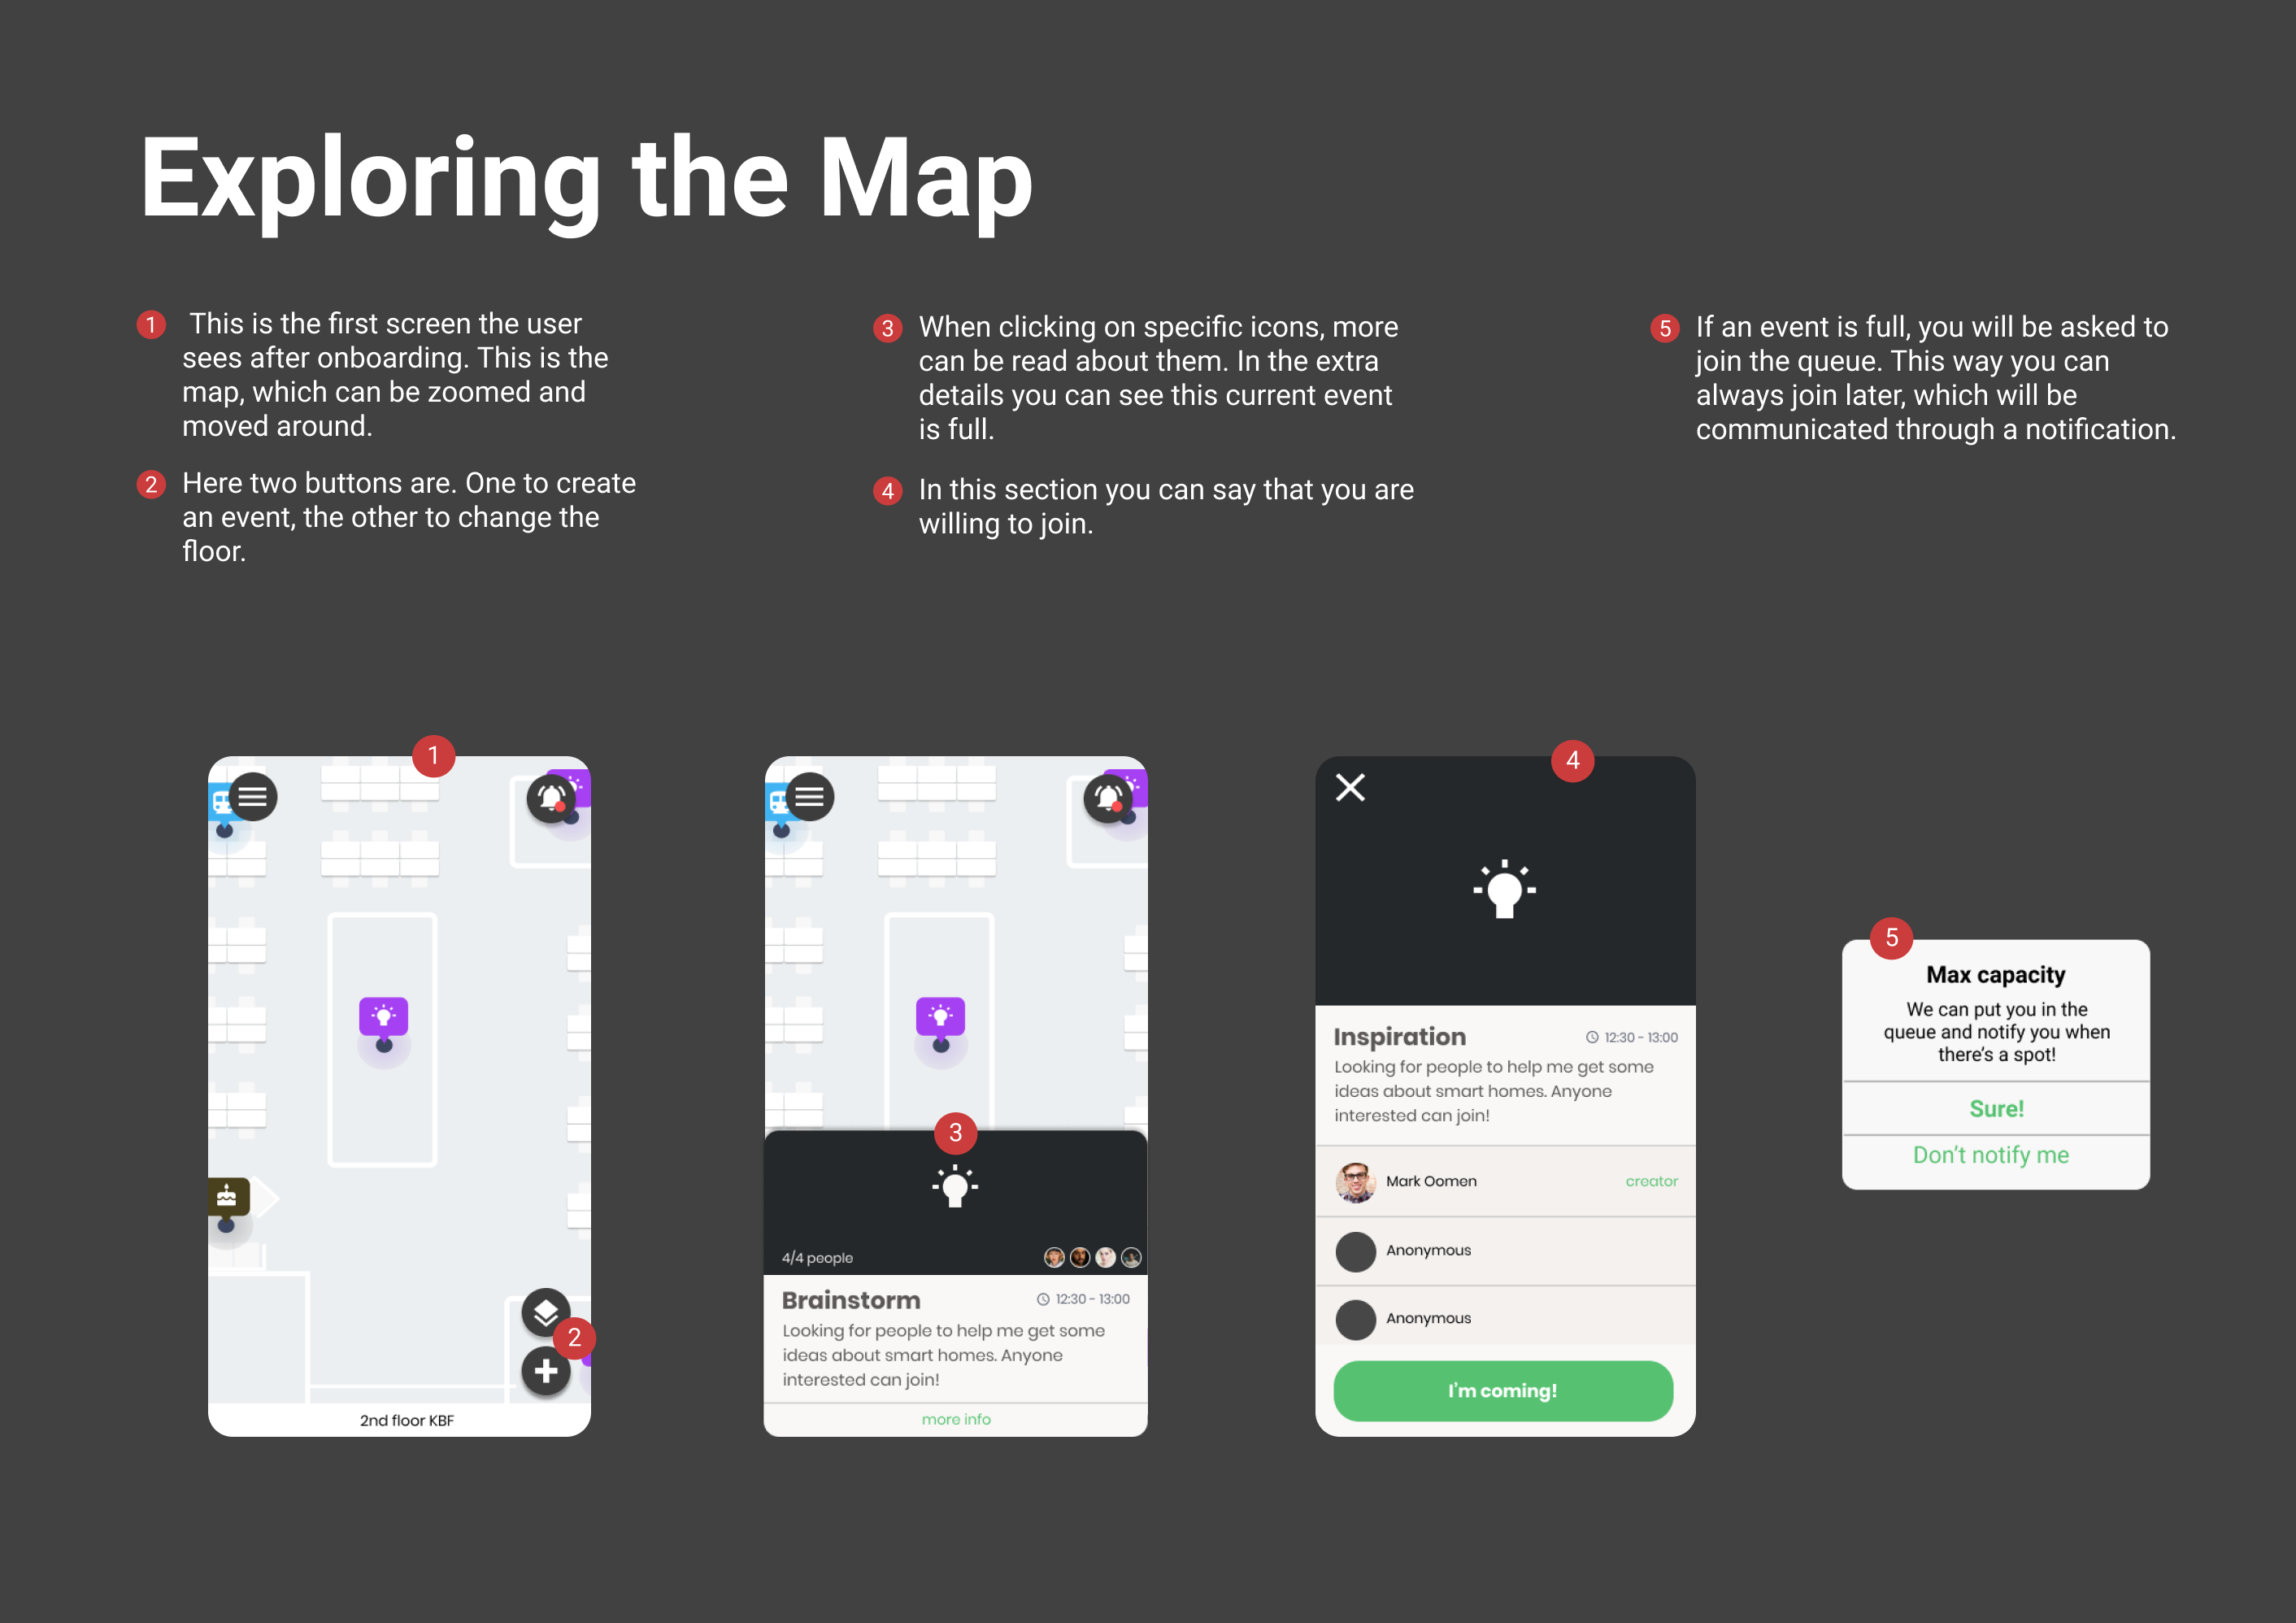 Exploring the Map
1 This is the first screen the user
sees after onboarding. This is the
map, which can be zoomed and
moved around.
2 Here two buttons are. One to create
an event, the other to change the
floor.
3 When clicking on specific icons, more
can be read about them. In the extra
details you can see this current event
is full.
4 In this section you can say that you are
willing to join.
5 If an event is full, you will be asked to
join the queue. This way you can
always join later, which will be
communicated through a notification.
1
2
2nd floor KBF
3
4/4 people
Brainstorm 12:30 - 13:00
Looking for people to help me get some
ideas about smart homes. Anyone
interested can join!
more info
4
Inspiration 12:30 - 13:00
Looking for people to help me get some
ideas about smart homes. Anyone
interested can join!
Mark Oomen creator
Anonymous
Anonymous
I'm coming!
5
Max capacity
We can put you in the
queue and notify you when
there's a spot!
Sure!
Don't notify me